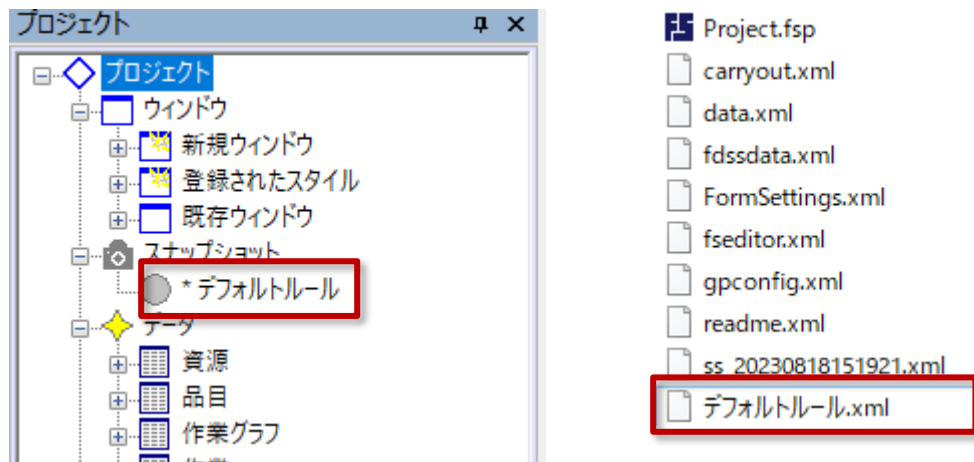 プロジェクト
プロジェクト
ウィンドウ
新規ウィンドウ
登録されたスタイル
既存ウィンドウ
スナップショット
* デフォルトルール
データ
資源
品目
作業グラフ
Project.fsp
carryout.xml
data.xml
fdssdata.xml
FormSettings.xml
fseditor.xml
gpconfig.xml
readme.xml
ss_20230818151921.xml
デフォルトルール.xml